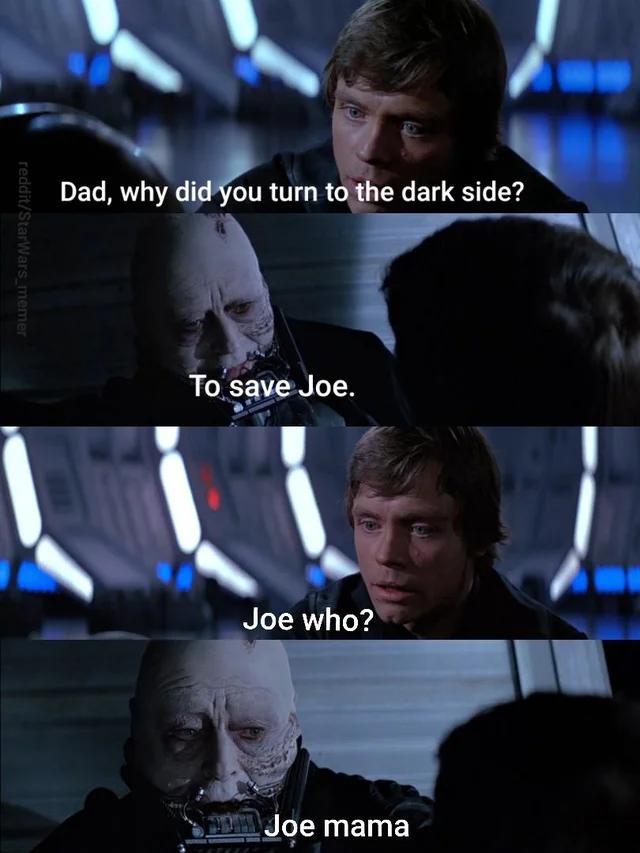 Dad, why did you turn to the dark side?
reddit/StarWars_memer
To save Joe.
Joe who?
Joe mama